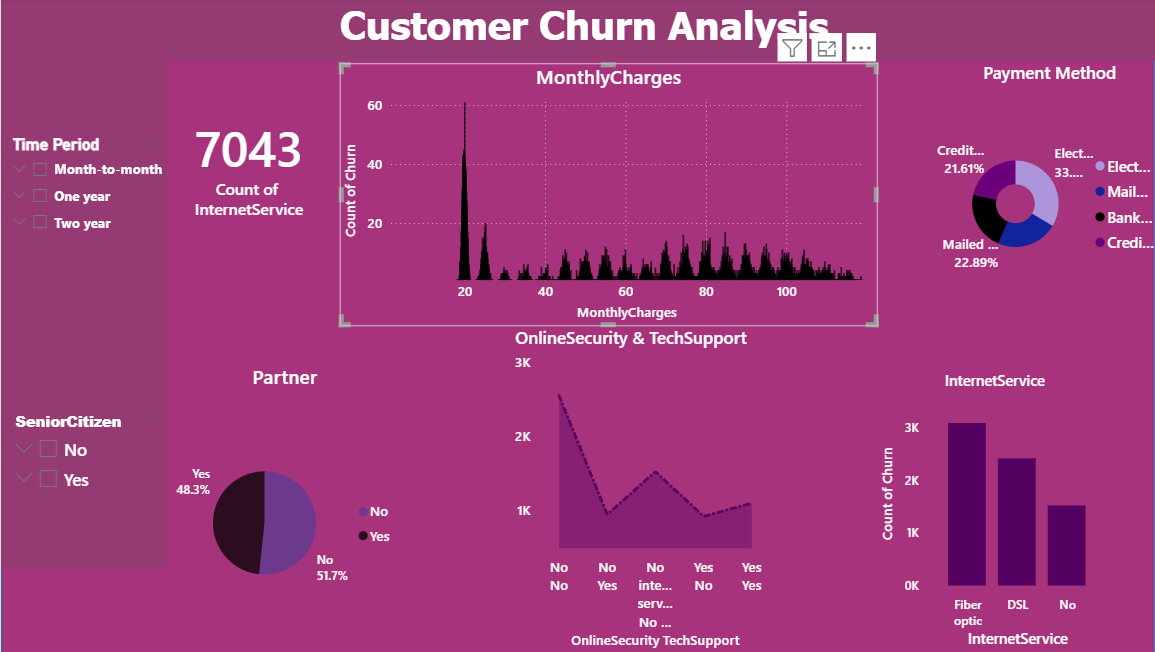 Customer Churn Analysis
Time Period
Month-to-month
One year
Two year
7043
Count of
InternetService
MonthlyCharges
Count of Churn
60
40
20
20 40 60 80 100
MonthlyCharges
Payment Method
Credit...
21.61%
Elect...
33....
Mailed ...
22.89%
Elect...
Mail...
Bank...
Credi...
SeniorCitizen
No
Yes
Partner
Yes
48.3%
No
51.7%
No
Yes
OnlineSecurity & TechSupport
3K
2K
1K
No No No Yes Yes
No Yes inte... No Yes
serv...
No ...
OnlineSecurity TechSupport
InternetService
Count of Churn
3K
2K
1K
0K
Fiber DSL No
optic
InternetService